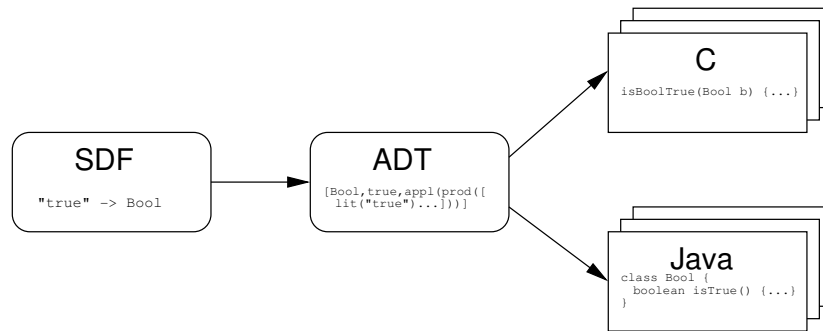 SDF
"true" -> Bool
ADT
[Bool,true,appl(prod([
lit("true")...]))]
C
isBoolTrue(Bool b) {...}
Java
class Bool {
boolean isTrue() {...}
}